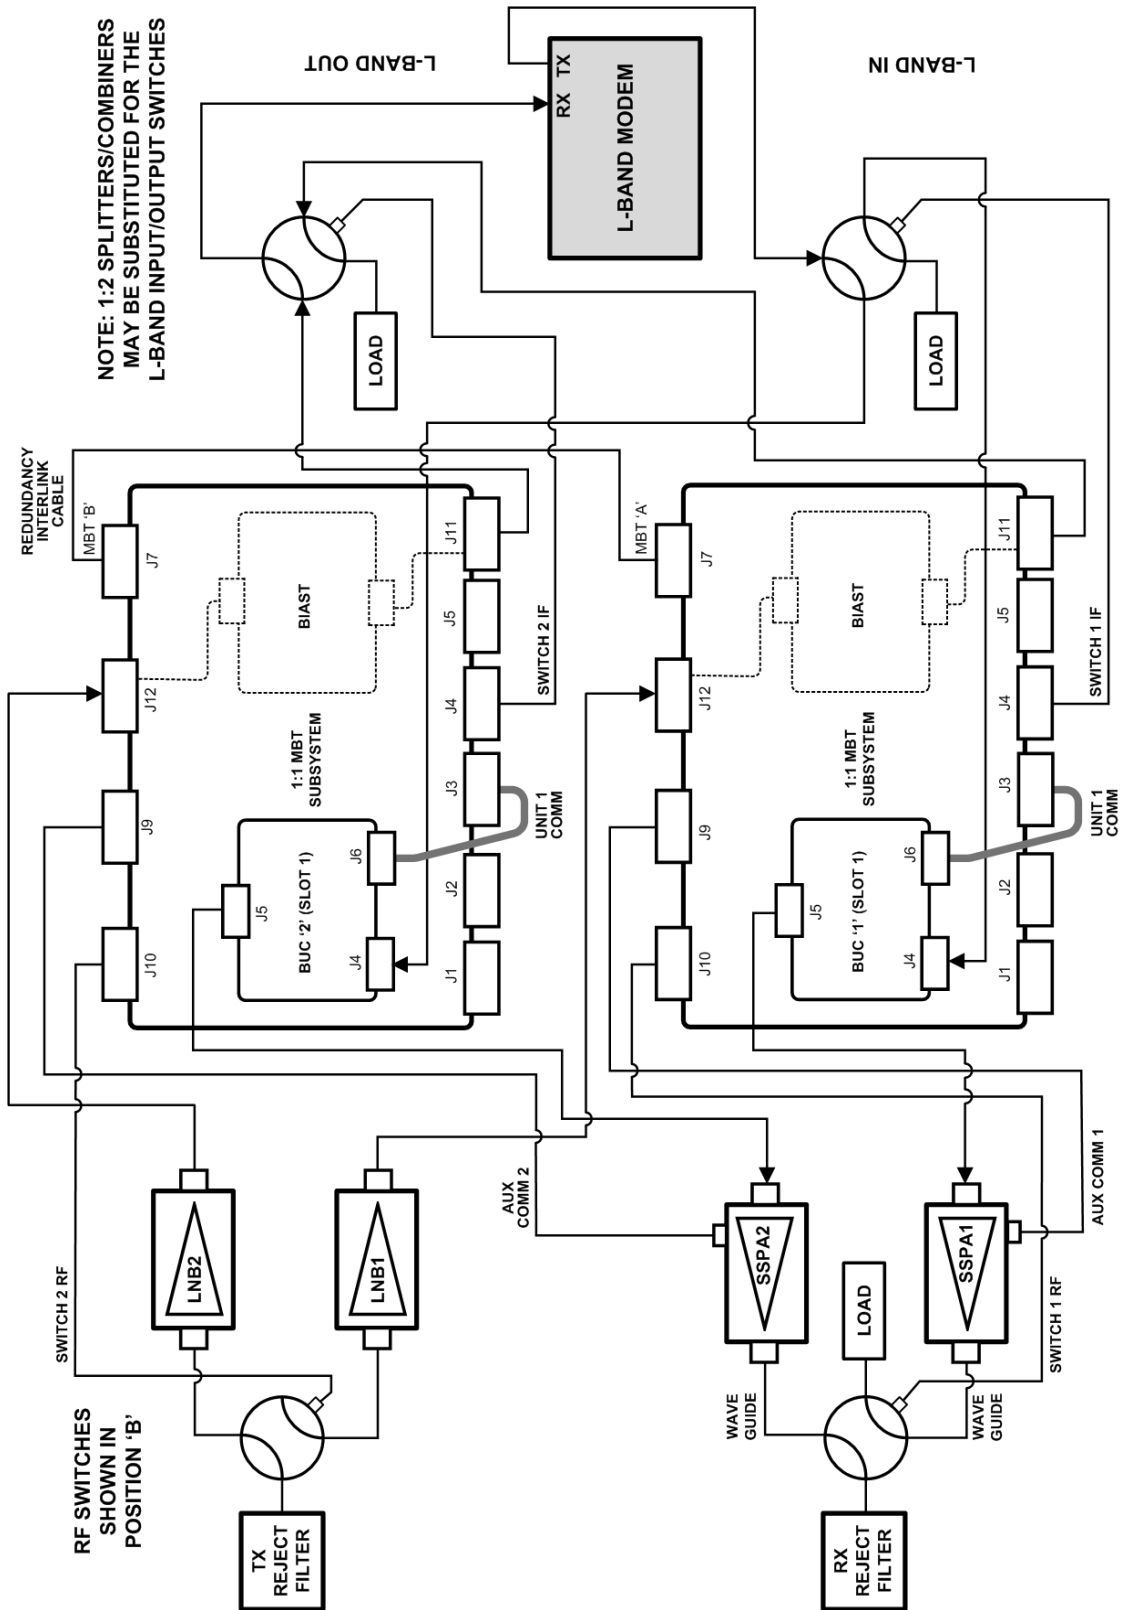 NOTE: 1:2 SPLITTERS/COMBINERS
MAY BE SUBSTITUTED FOR THE
L-BAND INPUT/OUTPUT SWITCHES
RF SWITCHES
SHOWN IN
POSITION 'B'
TX
REJECT
FILTER
SWITCH 2 RF
LNB2
LNB1
REDUNDANCY
INTERLINK
CABLE
MBT 'B'
J10
J9
J12
J7
J5
BUC '2' (SLOT 1)
J4
J6
1:1 MBT
SUBSYSTEM
BIAST
J1
J2
J3
J4
J5
J11
UNIT 1
COMM
SWITCH 2 IF
LOAD
L-BAND OUT
RX
TX
L-BAND MODEM
AUX
COMM 2
SSPA2
WAVE
GUIDE
LOAD
RX
REJECT
FILTER
SSPA1
WAVE
GUIDE
SWITCH 1 RF
AUX COMM 1
MBT 'A'
J10
J9
J12
J7
J5
BUC '1' (SLOT 1)
J4
J6
1:1 MBT
SUBSYSTEM
BIAST
J1
J2
J3
J4
J5
J11
UNIT 1
COMM
SWITCH 1 IF
LOAD
L-BAND IN